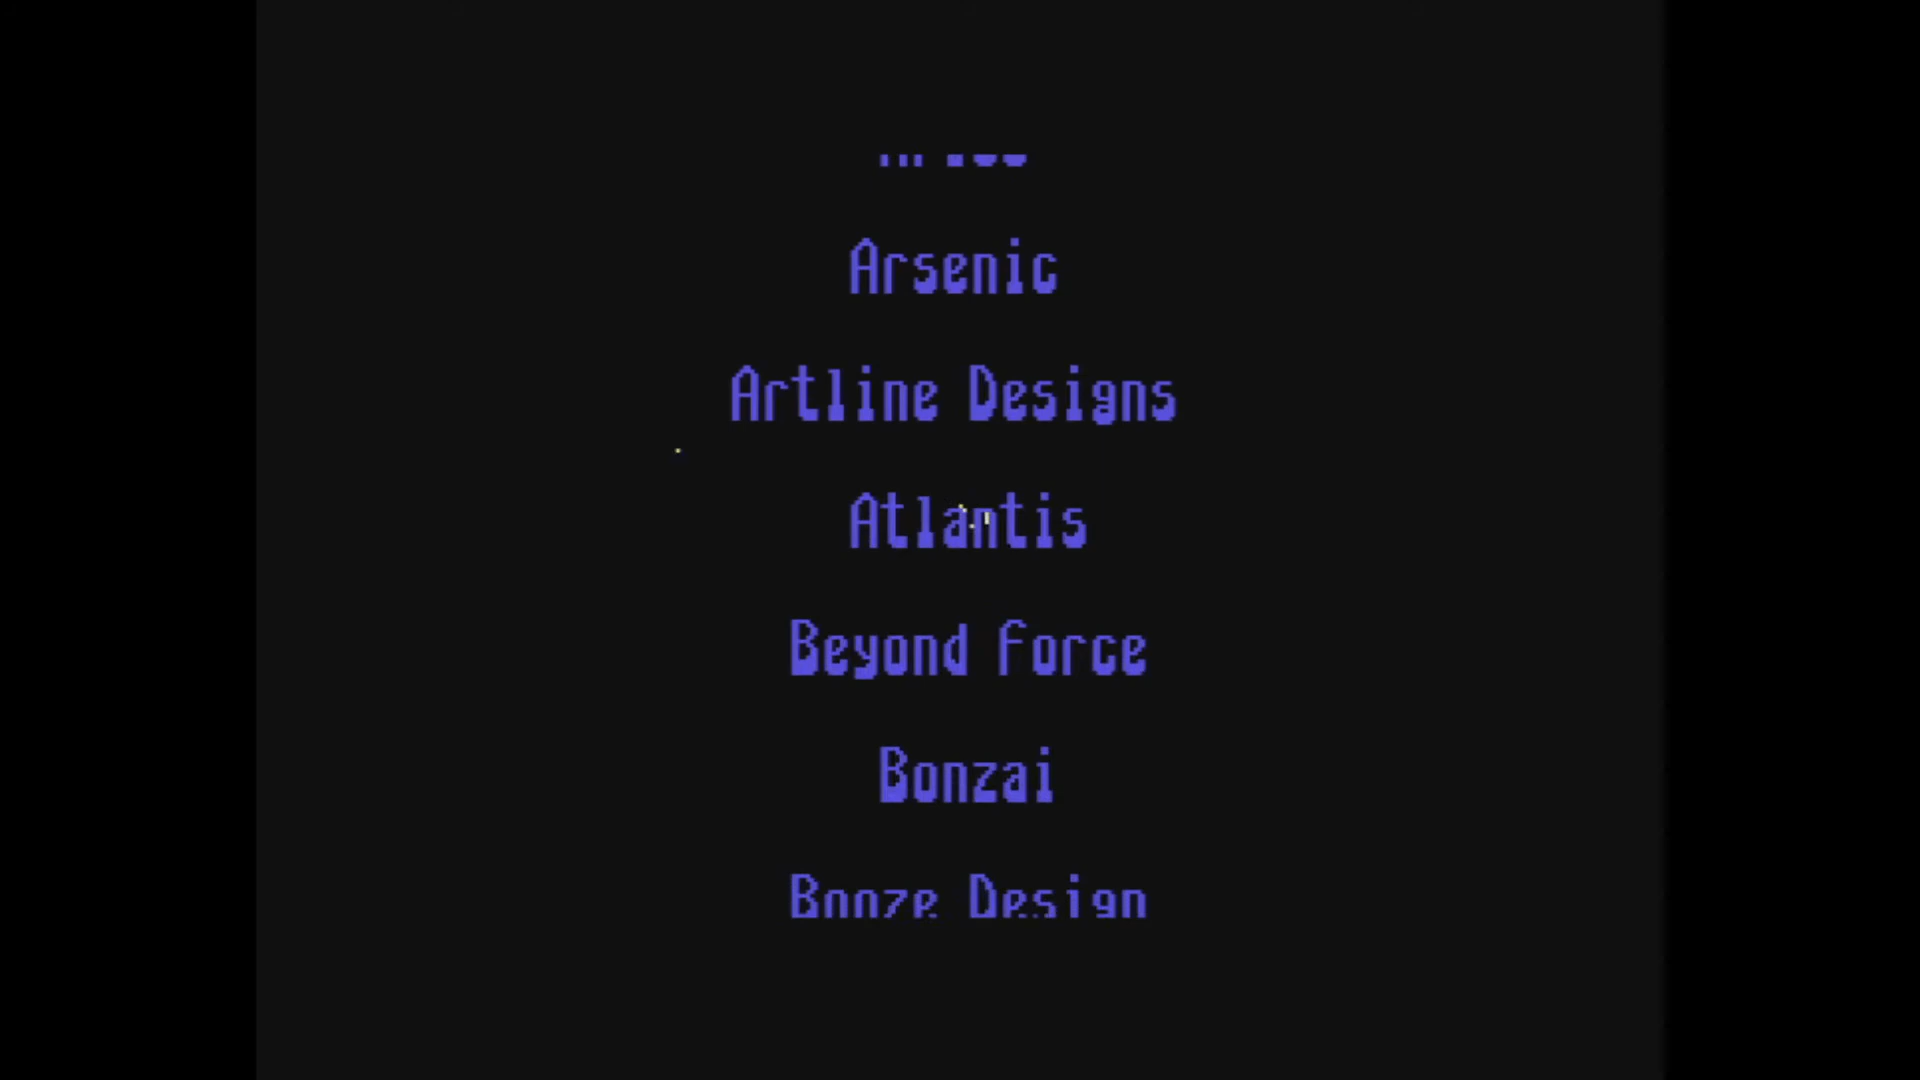 Arsenic
Artline Designs
Atlantis
Beyond Force
Bonzai
Booze Design